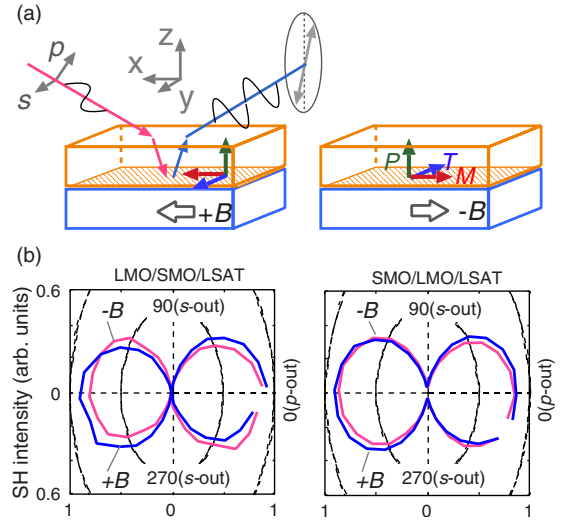 (a)
p
s
z
x
y
+B
P
T
M
-B
(b)
LMO/SMO/LSAT
SMO/LMO/LSAT
SH intensity (arb. units)
0.6
0
0.6
-B
90(s-out)
0(p-out)
+B
270(s-out)
1
0
1
-B
90(s-out)
0(p-out)
+B
270(s-out)
1
0
1